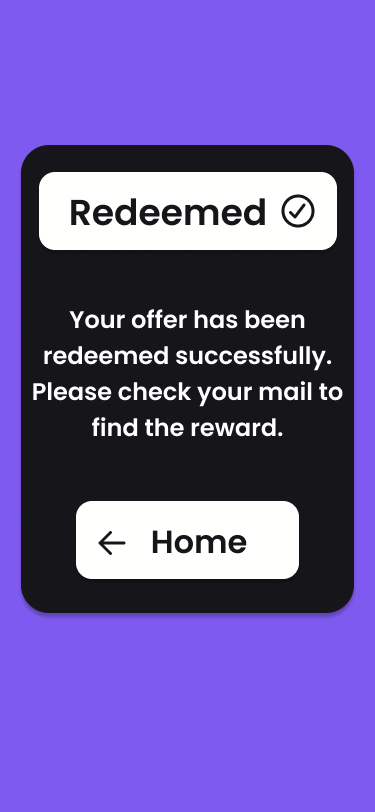 Redeemed
Your offer has been
redeemed successfully.
Please check your mail to
find the reward.
Home